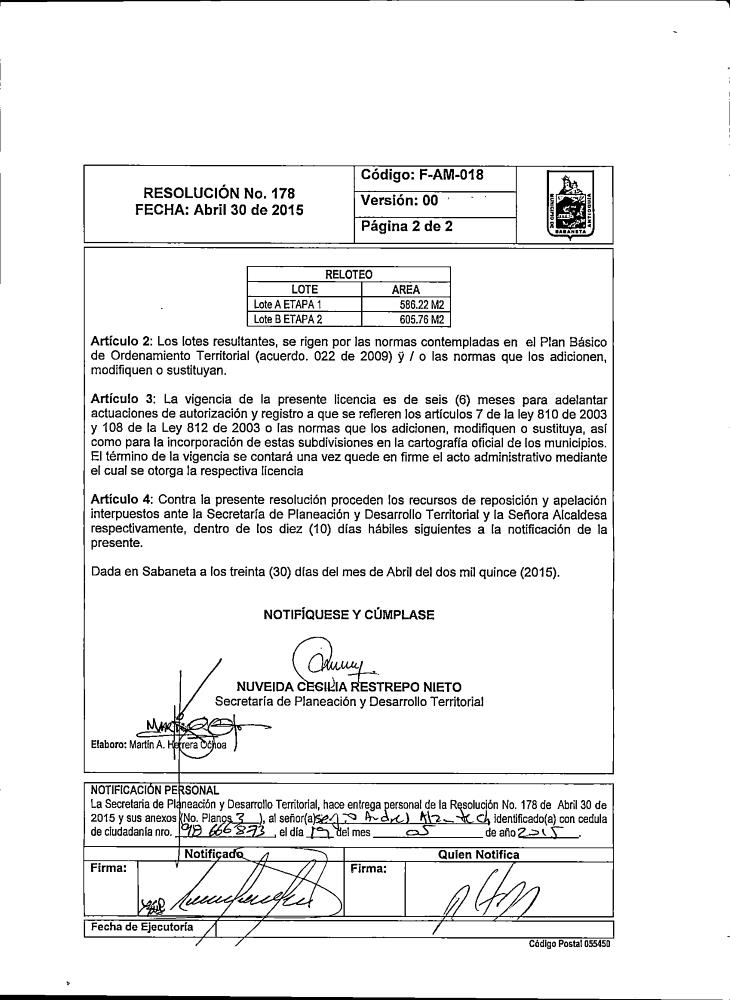 RESOLUCIÓN No. 178
FECHA: Abril 30 de 2015
Código: F-AM-018
Versión: 00
Página 2 de 2
MUNICIPIO DE
SABANETA
ANTIOQUIA
RELOTEO
LOTE AREA
Lote A ETAPA 1 586.22 M2
Lote B ETAPA 2 605.76 M2
Artículo 2: Los lotes resultantes, se rigen por las normas contempladas en el Plan Básico
de Ordenamiento Territorial (acuerdo. 022 de 2009) ÿ / o las normas que los adicionen,
modifiquen o sustituyan.
Artículo 3: La vigencia de la presente licencia es de seis (6) meses para adelantar
actuaciones de autorización y registro a que se refieren los artículos 7 de la ley 810 de 2003
y 108 de la Ley 812 de 2003 o las normas que los adicionen, modifiquen o sustituya, así
como para la incorporación de estas subdivisiones en la cartografía oficial de los municipios.
El término de la vigencia se contará una vez quede en firme el acto administrativo mediante
el cual se otorga la respectiva licencia
Artículo 4: Contra la presente resolución proceden los recursos de reposición y apelación
interpuestos ante la Secretaría de Planeación y Desarrollo Territorial y la Señora Alcaldesa
respectivamente, dentro de los diez (10) días hábiles siguientes a la notificación de la
presente.
Dada en Sabaneta a los treinta (30) días del mes de Abril del dos mil quince (2015).
NOTIFÍQUESE Y CÚMPLASE
NUVEIDA CECILIA RESTREPO NIETO
Secretaría de Planeación y Desarrollo Territorial
Elaboro: Martín A. Herrera Ochoa
NOTIFICACIÓN PERSONAL
La Secretaria de Planeación y Desarrollo Territorial, hace entrega personal de la Resolución No. 178 de Abril 30 de
2015 y sus anexos (No. Planos 3 ), al señor(a) identificado(a) con cedula
de ciudadanía nro. , el día 19 del mes 05 de año 2015.
Notificado Quien Notifica
Firma: Firma:
Fecha de Ejecutoría
Código Postal 055450